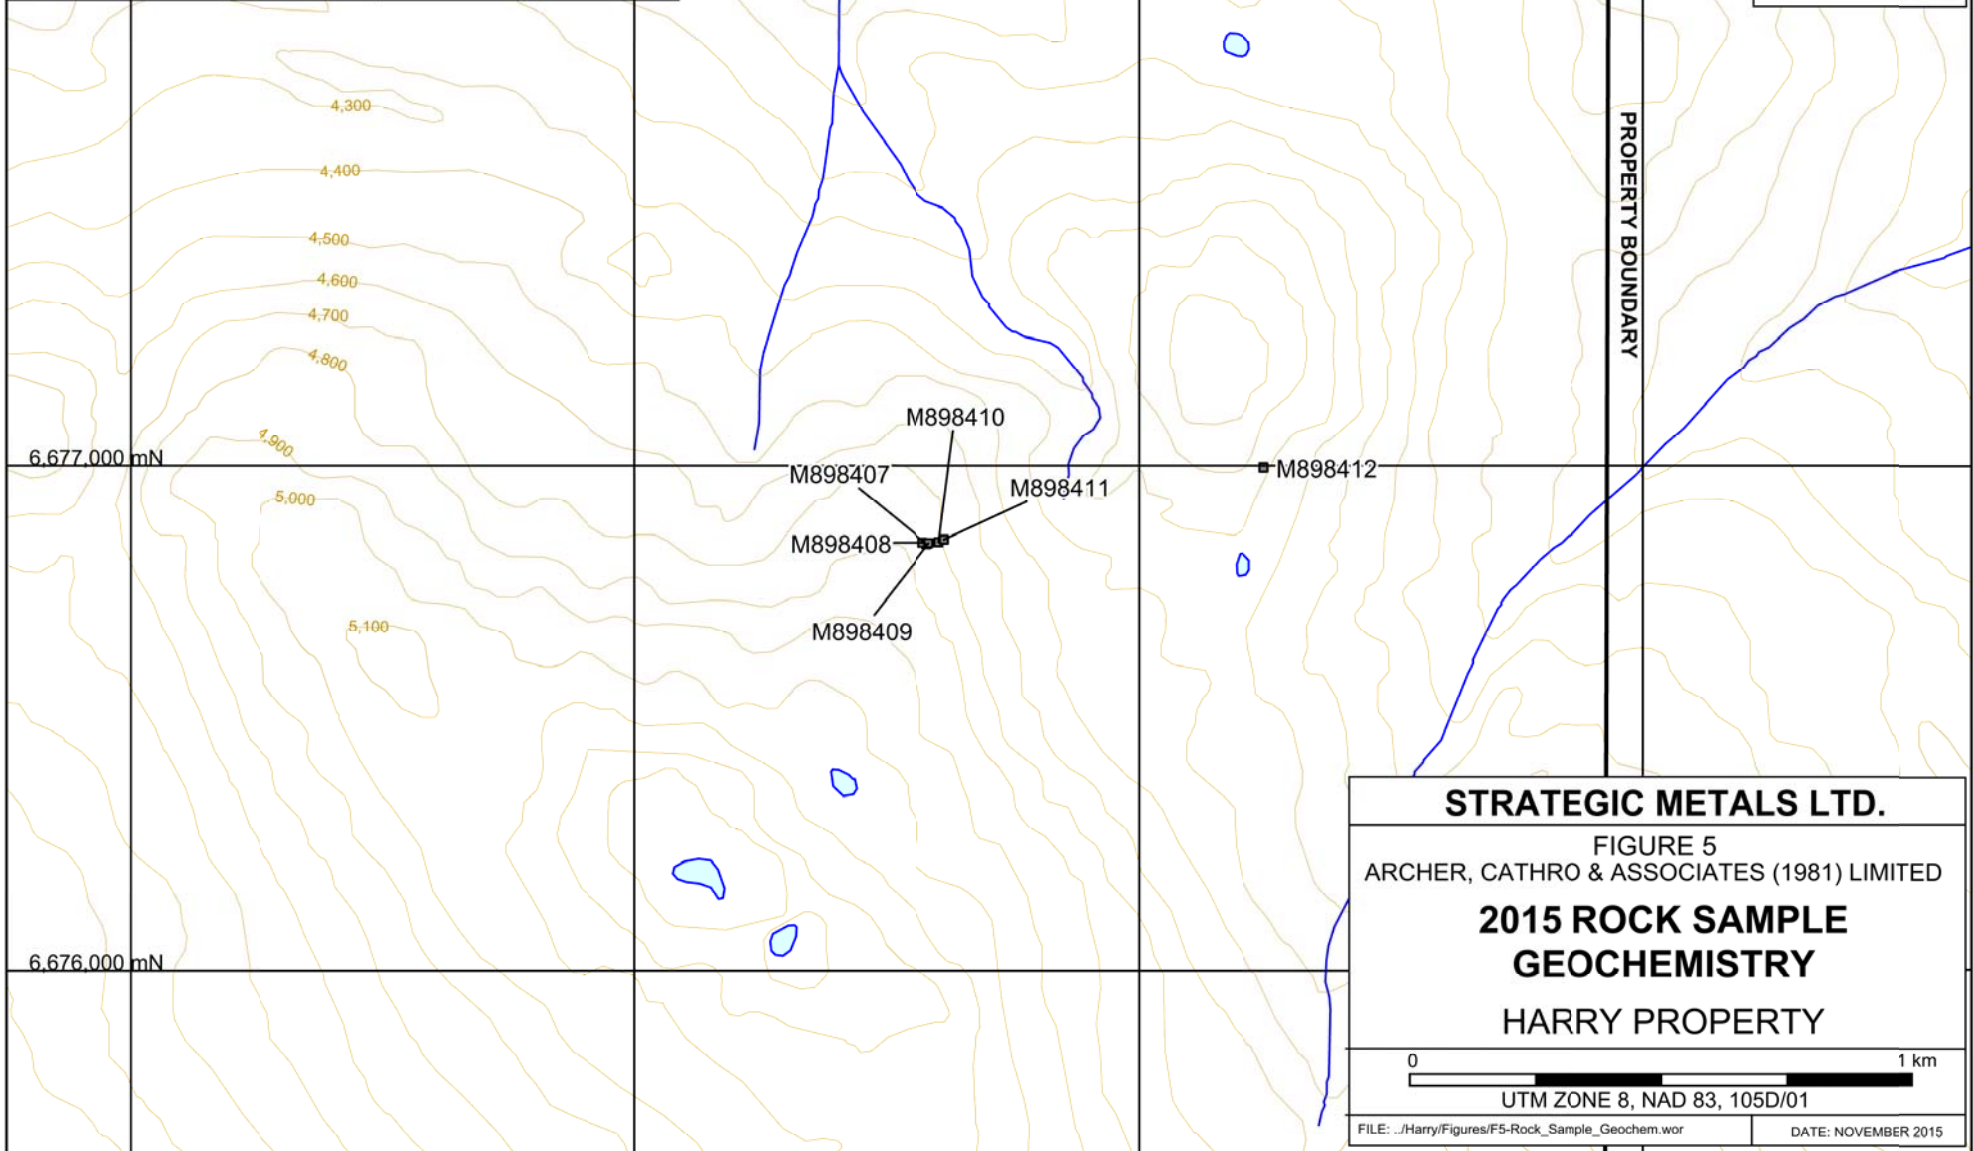 4,300
4,400
4,500
4,600
4,700
4,800
4,900
5,000
5,100
PROPERTY BOUNDARY
6,677,000 mN
M898410
M898407
M898411
M898412
M898408
M898409
6,676,000 mN
STRATEGIC METALS LTD.
FIGURE 5
ARCHER, CATHRO & ASSOCIATES (1981) LIMITED
2015 ROCK SAMPLE
GEOCHEMISTRY
HARRY PROPERTY
0 1 km
UTM ZONE 8, NAD 83, 105D/01
FILE: ../Harry/Figures/F5-Rock_Sample_Geochem.wor
DATE: NOVEMBER 2015